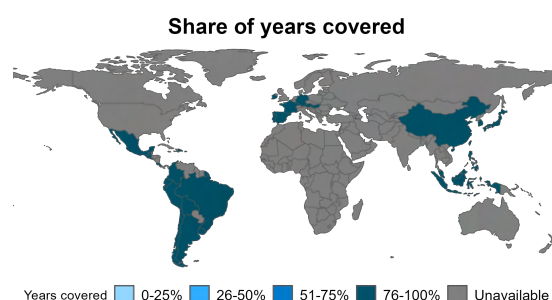 Share of years covered
Years covered 0-25% 26-50% 51-75% 76-100% Unavailable